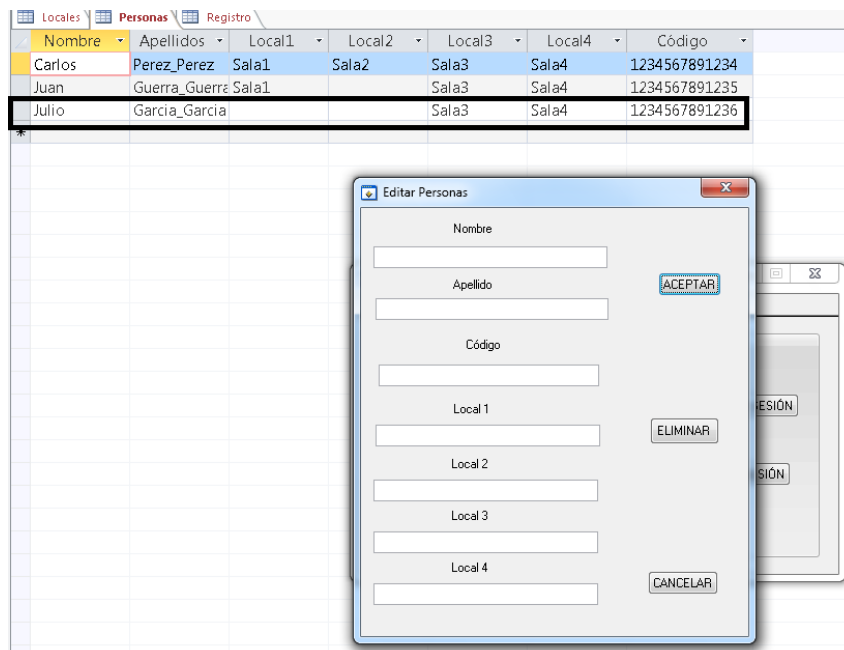 Locales Personas Registro
Nombre Apellidos Local1 Local2 Local3 Local4 Código
Carlos Perez_Perez Sala1 Sala2 Sala3 Sala4 1234567891234
Juan Guerra_Guerra Sala1 Sala3 Sala4 1234567891235
Julio Garcia_Garcia Sala3 Sala4 1234567891236
Editar Personas
Nombre
Apellido
ACEPTAR
Código
Local 1
ESIÓN
ELIMINAR
Local 2
SIÓN
Local 3
Local 4
CANCELAR